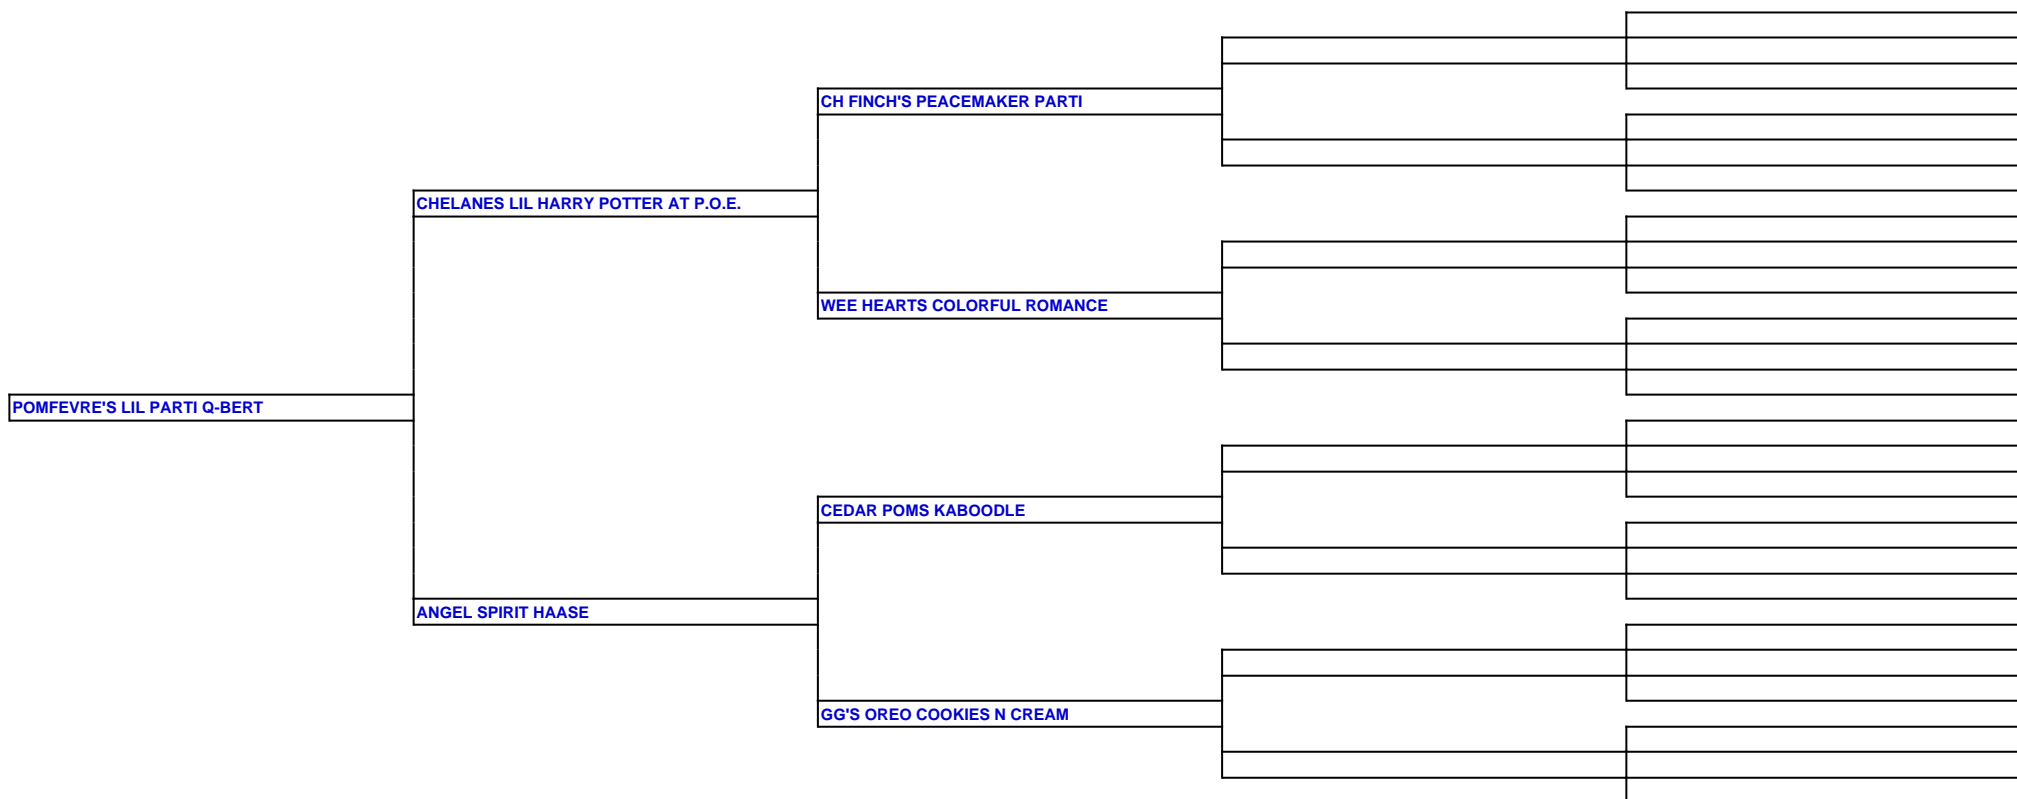 CH FINCH'S PEACEMAKER PARTI
CHELANES LIL HARRY POTTER AT P.O.E.
WEE HEARTS COLORFUL ROMANCE
POMFEVRE'S LIL PARTI Q-BERT
CEDAR POMS KABOODLE
ANGEL SPIRIT HAASE
GG'S OREO COOKIES N CREAM